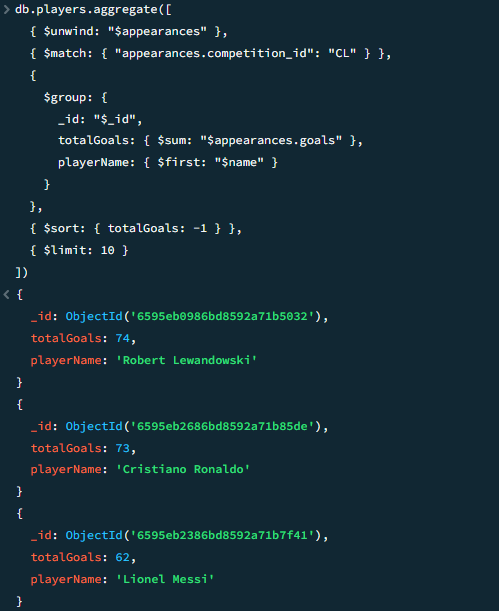 > db.players.aggregate([
{ $unwind: "$appearances" },
{ $match: { "appearances.competition_id": "CL" } },
{
$group: {
_id: "$_id",
totalGoals: { $sum: "$appearances.goals" },
playerName: { $first: "$name" }
}
},
{ $sort: { totalGoals: -1 } },
{ $limit: 10 }
])
< {
_id: ObjectId('6595eb0986bd8592a71b5032'),
totalGoals: 74,
playerName: 'Robert Lewandowski'
}
{
_id: ObjectId('6595eb2686bd8592a71b85de'),
totalGoals: 73,
playerName: 'Cristiano Ronaldo'
}
{
_id: ObjectId('6595eb2386bd8592a71b7f41'),
totalGoals: 62,
playerName: 'Lionel Messi'
}